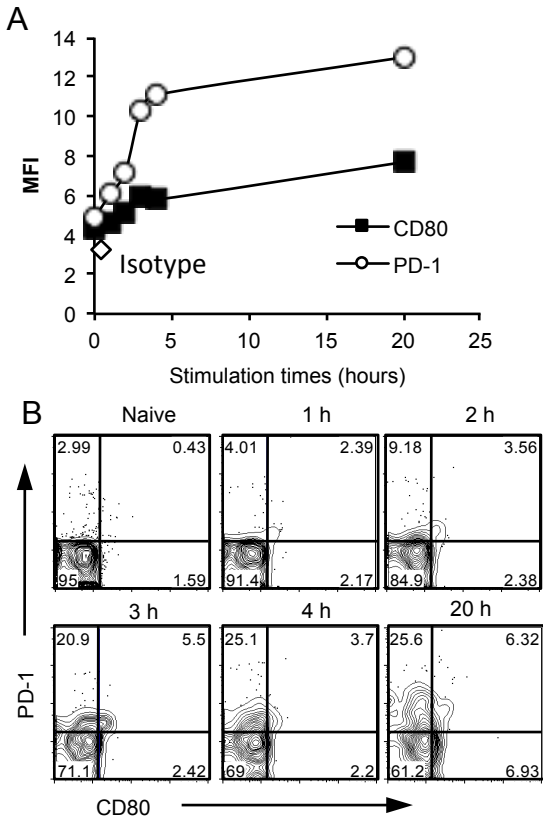 A
14
12
10
8
6
4
2
0
MFI
Isotype
CD80
PD-1
0 5 10 15 20 25
Stimulation times (hours)
B
Naive 1 h 2 h
2.99 0.43 4.01 2.39 9.18 3.56
95 1.59 91.4 2.17 84.9 2.38
3 h 4 h 20 h
20.9 5.5 25.1 3.7 25.6 6.32
71.1 2.42 69 2.2 61.2 6.93
PD-1
CD80